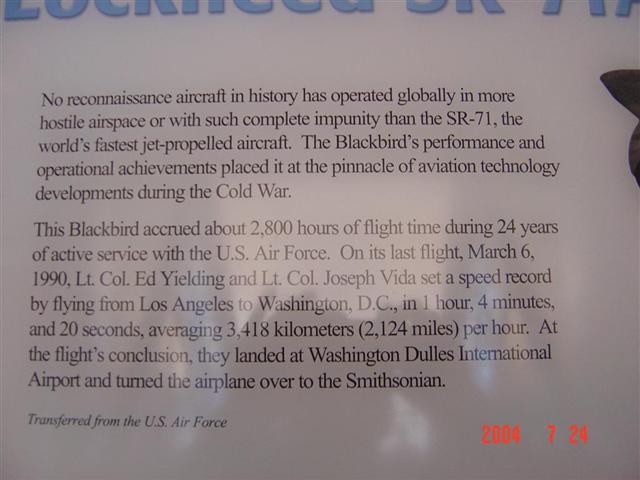 Lockheed SR-71A
No reconnaissance aircraft in history has operated globally in more
hostile airspace or with such complete impunity than the SR-71, the
world's fastest jet-propelled aircraft. The Blackbird's performance and
operational achievements placed it at the pinnacle of aviation technology
developments during the Cold War.
This Blackbird accrued about 2,800 hours of flight time during 24 years
of active service with the U.S. Air Force. On its last flight, March 6,
1990, Lt. Col. Ed Yielding and Lt. Col. Joseph Vida set a speed record
by flying from Los Angeles to Washington, D.C., in 1 hour, 4 minutes,
and 20 seconds, averaging 3,418 kilometers (2,124 miles) per hour. At
the flight's conclusion, they landed at Washington Dulles International
Airport and turned the airplane over to the Smithsonian.
Transferred from the U.S. Air Force
2004 7 24